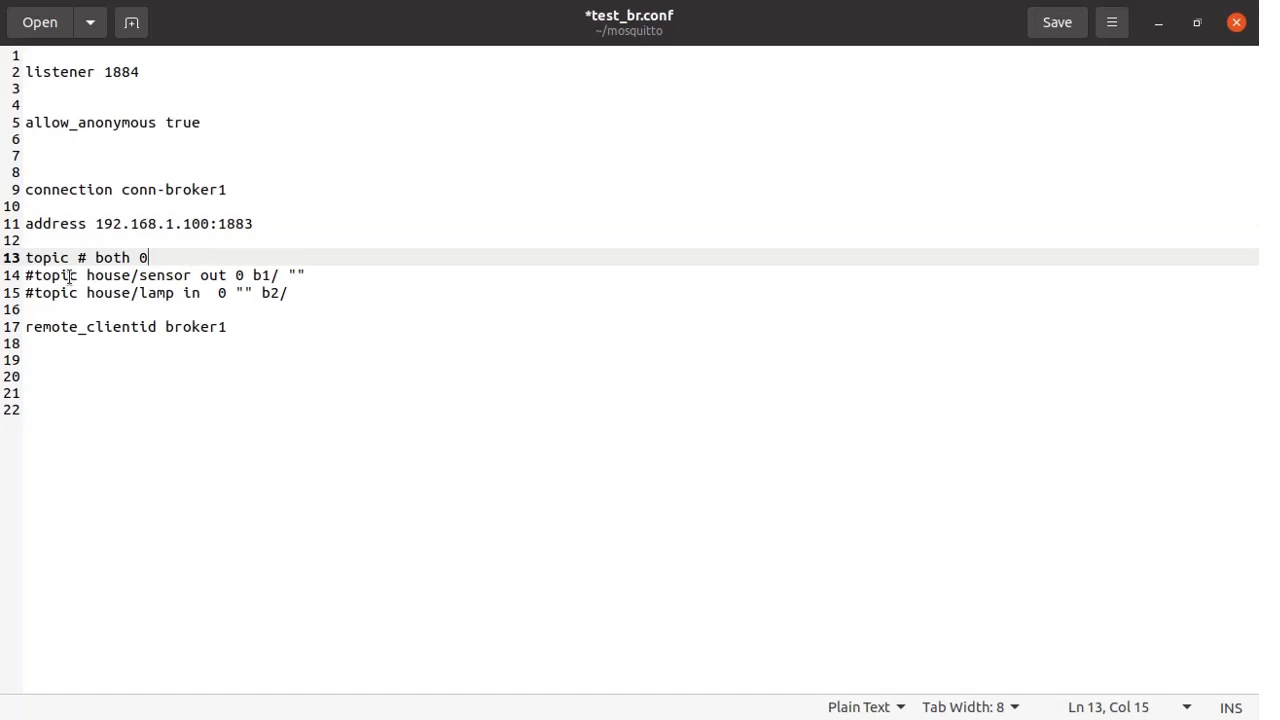 Open
*test_br.conf
~/mosquitto
Save
1
2 listener 1884
3
4
5 allow_anonymous true
6
7
8
9 connection conn-broker1
10
11 address 192.168.1.100:1883
12
13 topic # both 0
14 #topic house/sensor out 0 b1/ ""
15 #topic house/lamp in  0 "" b2/
16
17 remote_clientid broker1
18
19
20
21
22
Plain Text Tab Width: 8 Ln 13, Col 15 INS